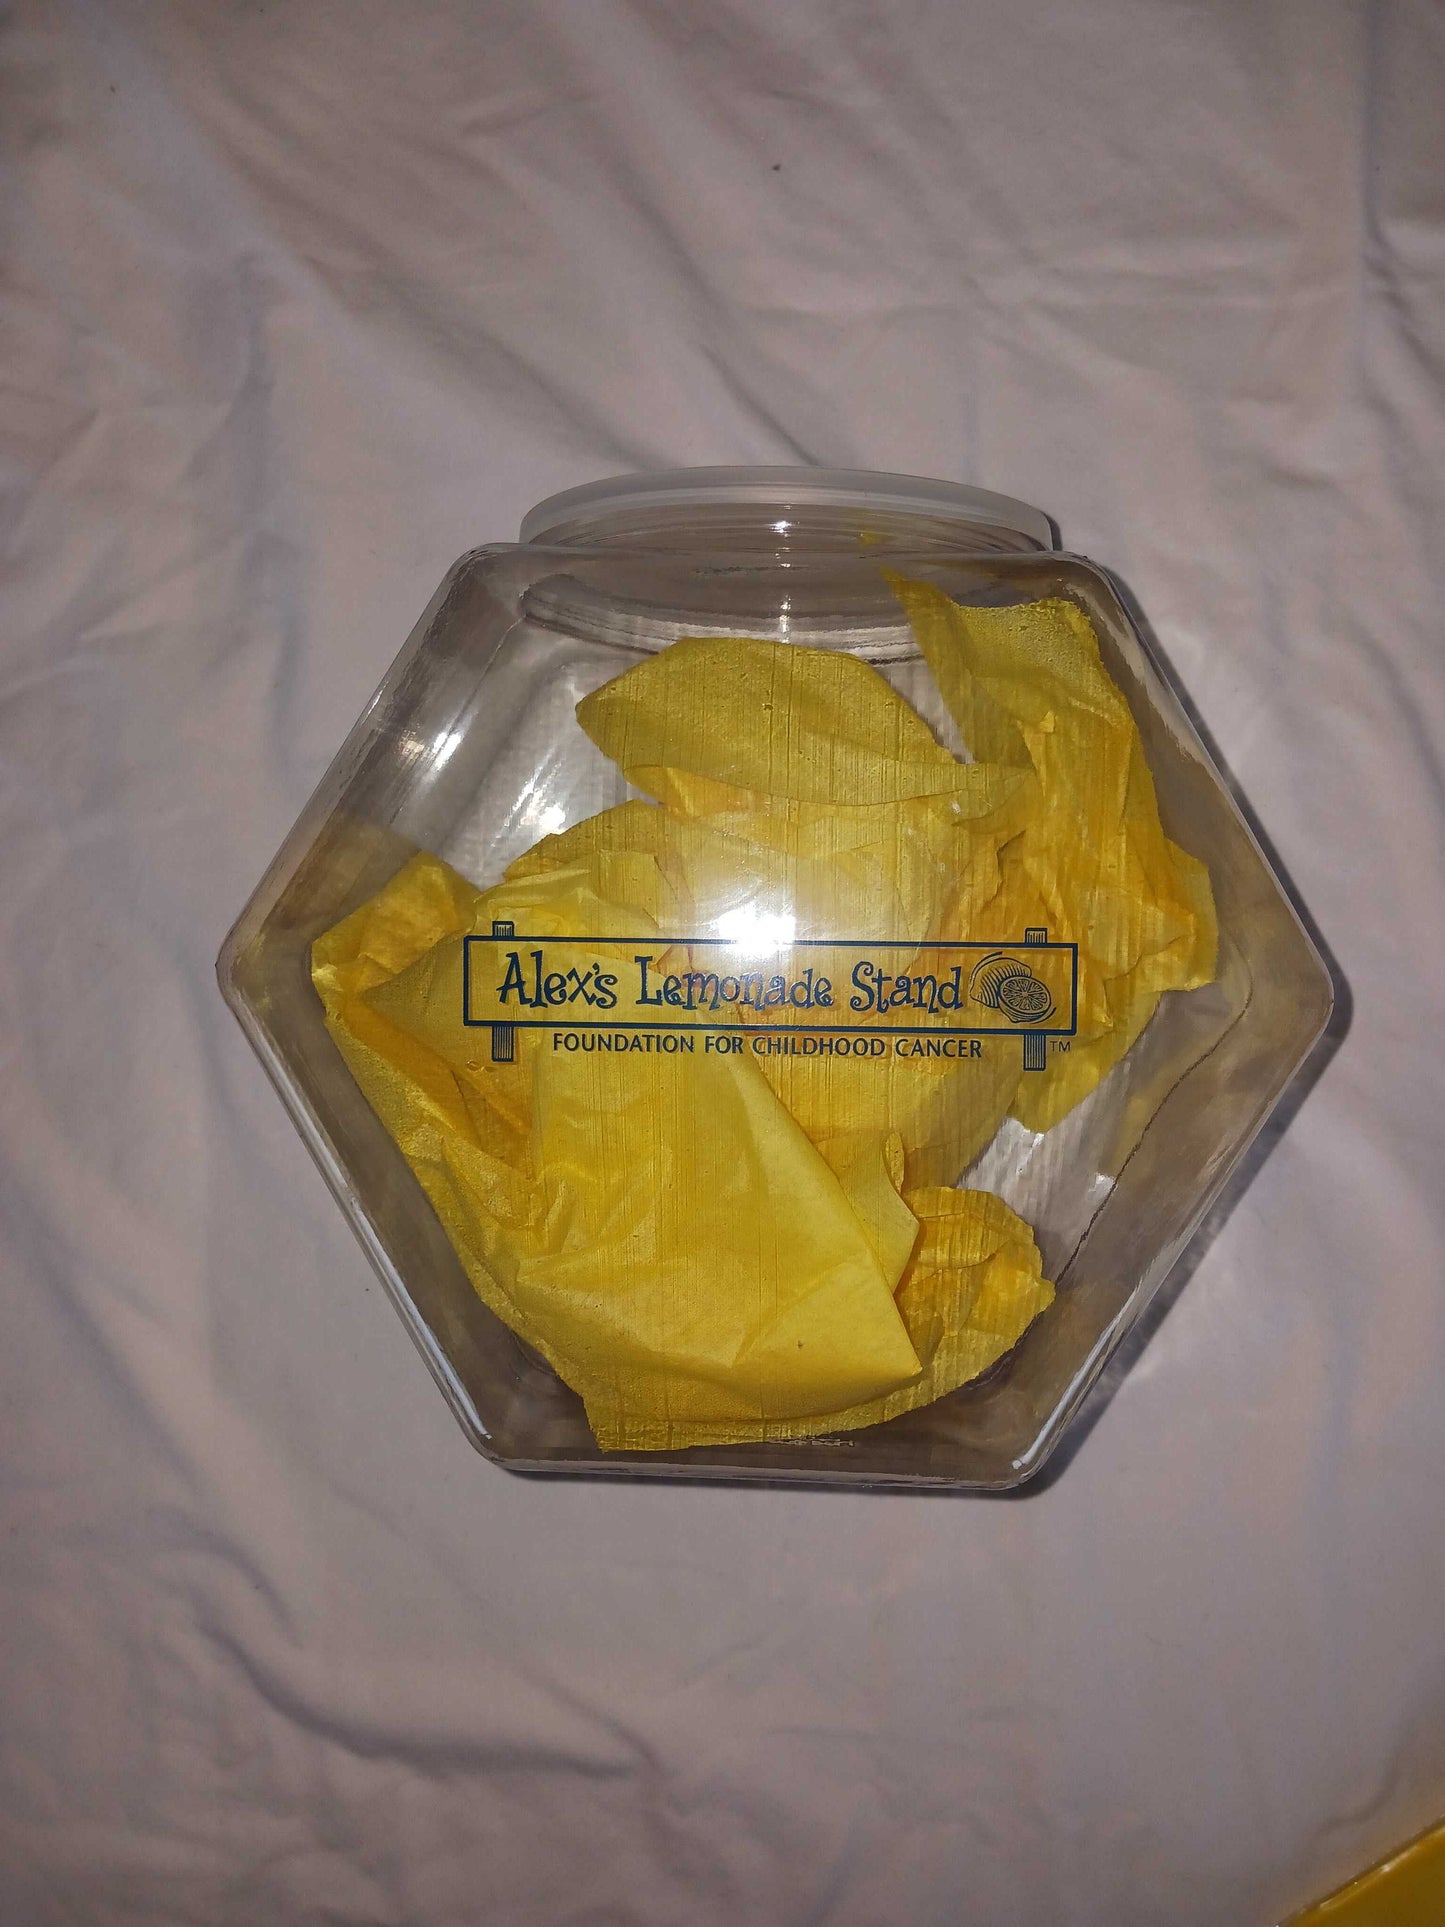 Alex's Lemonade Stand
FOUNDATION FOR CHILDHOOD CANCER TM